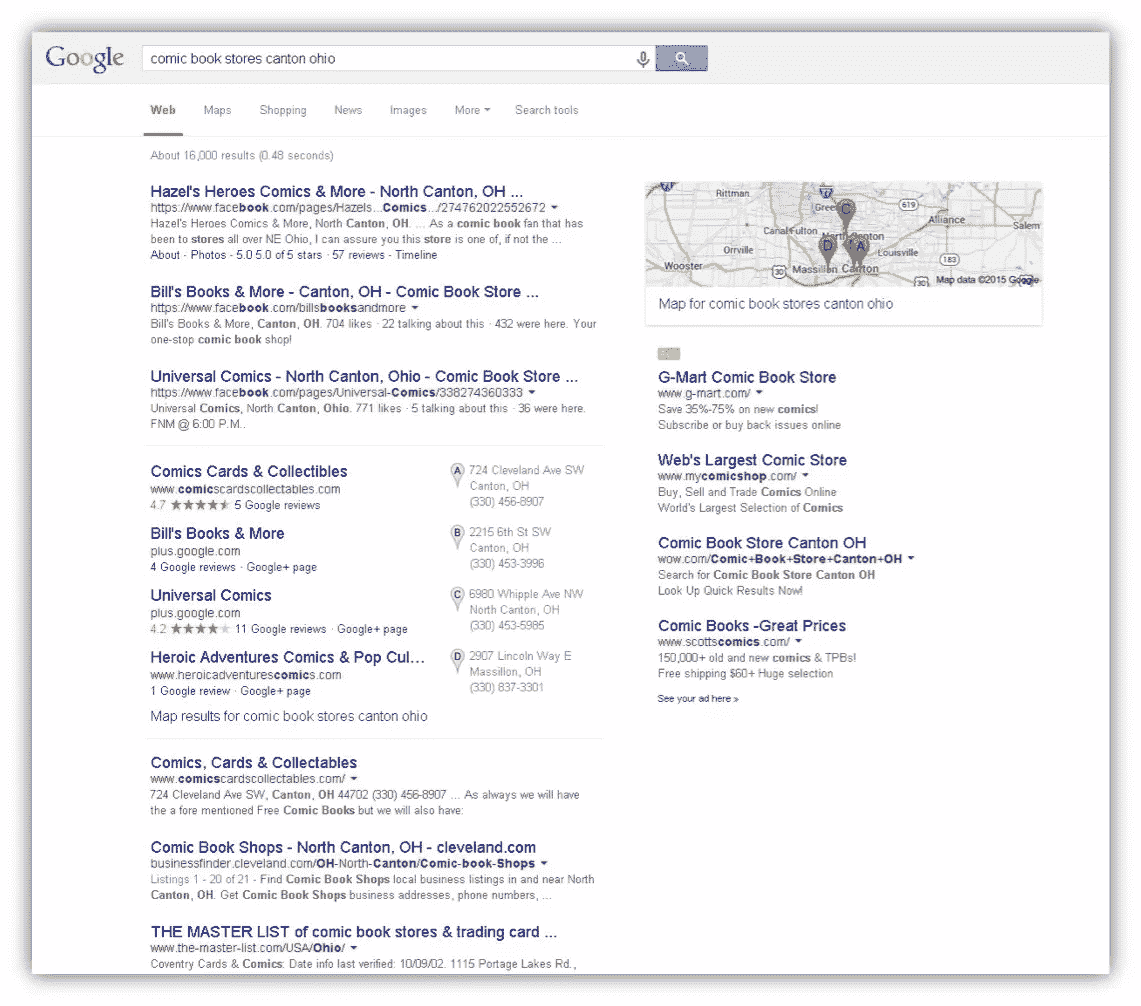 Google
comic book stores canton ohio
Web Maps Shopping News Images More Search tools
About 16,000 results (0.48 seconds)
Hazel's Heroes Comics & More - North Canton, OH ...
https://www.facebook.com/pages/Hazels...Comics.../274762022552672
Hazel's Heroes Comics & More, North Canton, OH. ... As a comic book fan that has
been to stores all over NE Ohio, I can assure you this store is one of, if not the ...
About · Photos · 5.0 5.0 of 5 stars · 57 reviews · Timeline
Bill's Books & More - Canton, OH - Comic Book Store ...
https://www.facebook.com/billsbooksandmore
Bill's Books & More, Canton, OH. 704 likes · 22 talking about this · 432 were here. Your
one-stop comic book shop!
Universal Comics - North Canton, Ohio - Comic Book Store ...
https://www.facebook.com/pages/Universal-Comics/338274360333
Universal Comics, North Canton, Ohio. 771 likes · 5 talking about this · 36 were here.
FNM @ 6:00 P.M..
Comics Cards & Collectibles
www.comicscardscollectables.com
4.7 5 Google reviews
A 724 Cleveland Ave SW
Canton, OH
(330) 456-8907
Bill's Books & More
plus.google.com
4 Google reviews · Google+ page
B 2215 6th St SW
Canton, OH
(330) 453-3996
Universal Comics
plus.google.com
4.2 11 Google reviews · Google+ page
C 6980 Whipple Ave NW
North Canton, OH
(330) 453-5985
Heroic Adventures Comics & Pop Cul...
www.heroicadventurescomics.com
1 Google review · Google+ page
D 2907 Lincoln Way E
Massillon, OH
(330) 837-3301
Map results for comic book stores canton ohio
Comics, Cards & Collectables
www.comicscardscollectables.com/
724 Cleveland Ave SW, Canton, OH 44702 (330) 456-8907 ... As always we will have
the a fore mentioned Free Comic Books but we will also have:
Comic Book Shops - North Canton, OH - cleveland.com
businessfinder.cleveland.com/OH-North-Canton/Comic-book-Shops
Listings 1 - 20 of 21 - Find Comic Book Shops local business listings in and near North
Canton, OH. Get Comic Book Shops business addresses, phone numbers, ...
THE MASTER LIST of comic book stores & trading card ...
www.the-master-list.com/USA/Ohio/
Coventry Cards & Comics: Date info last verified: 10/09/02. 1115 Portage Lakes Rd.,
Rittman
Green
C
619
Alliance
Salem
Canal Fulton
North Canton
Orrville
D
A
Louisville
183
Wooster
30
Massillon Canton
30
Map data ©2015 Google
Map for comic book stores canton ohio
G-Mart Comic Book Store
www.g-mart.com/
Save 35%-75% on new comics!
Subscribe or buy back issues online
Web's Largest Comic Store
www.mycomicshop.com/
Buy, Sell and Trade Comics Online
World's Largest Selection of Comics
Comic Book Store Canton OH
wow.com/Comic+Book+Store+Canton+OH
Search for Comic Book Store Canton OH
Look Up Quick Results Now!
Comic Books -Great Prices
www.scottscomics.com/
150,000+ old and new comics & TPBs!
Free shipping $60+ Huge selection
See your ad here »